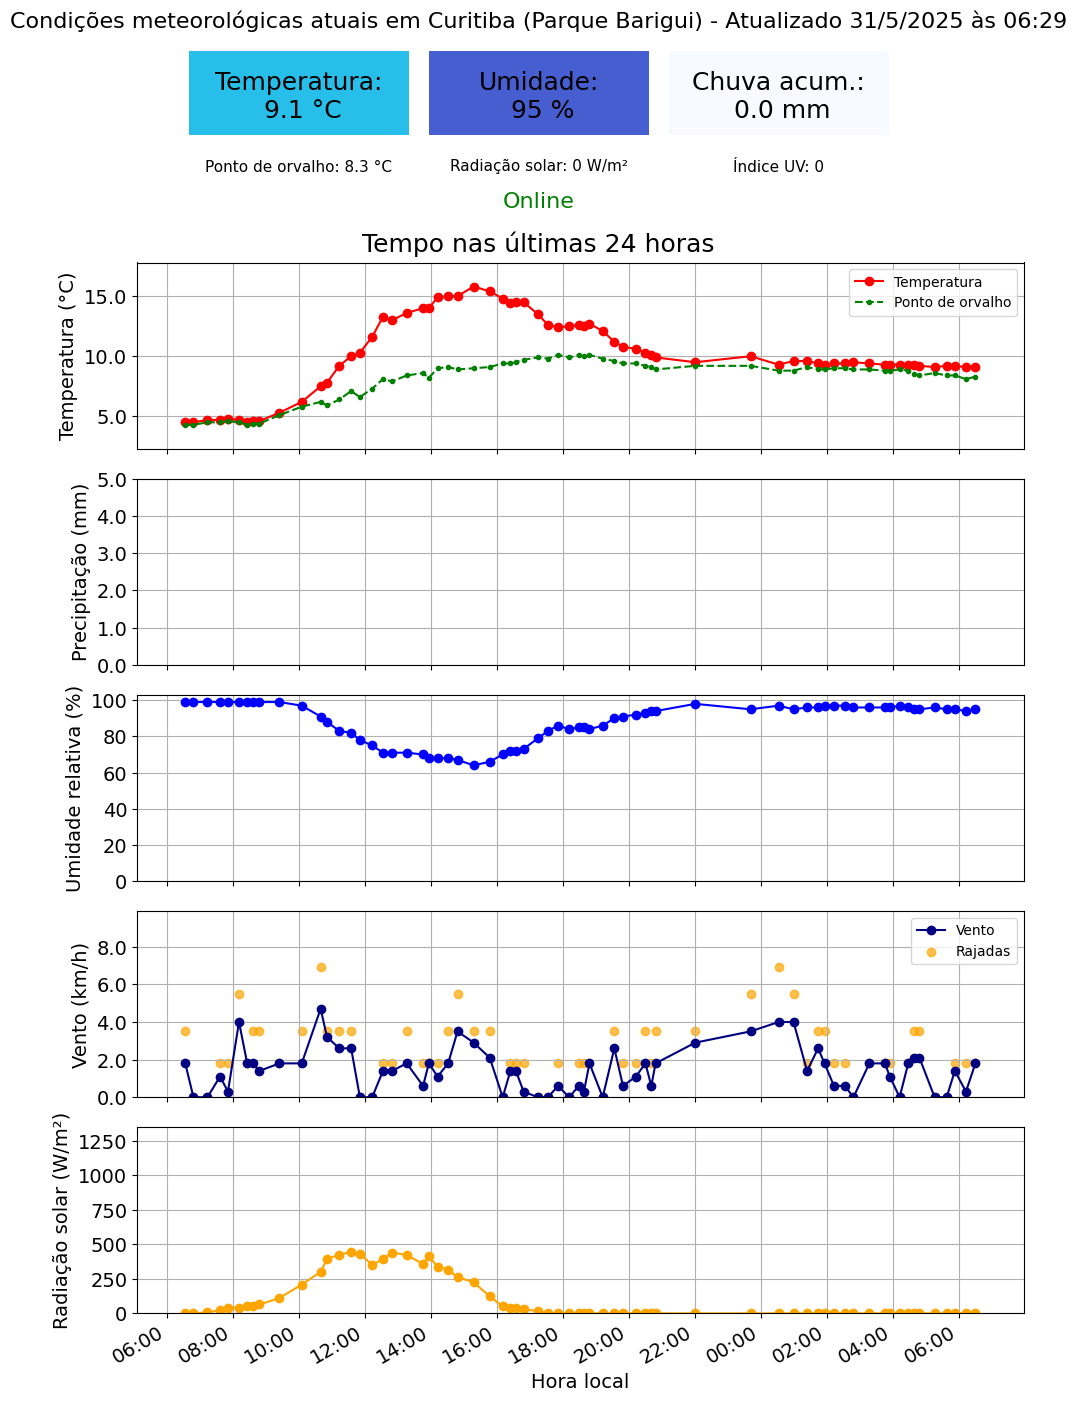 Condições meteorológicas atuais em Curitiba (Parque Barigui) - Atualizado 31/5/2025 às 06:29
Temperatura:
9.1 °C
Umidade:
95 %
Chuva acum.:
0.0 mm
Ponto de orvalho: 8.3 °C
Radiação solar: 0 W/m²
Índice UV: 0
Online
Tempo nas últimas 24 horas
Temperatura (°C)
15.0
10.0
5.0
Temperatura
Ponto de orvalho
Precipitação (mm)
5.0
4.0
3.0
2.0
1.0
0.0
Umidade relativa (%)
100
80
60
40
20
0
Vento (km/h)
8.0
6.0
4.0
2.0
0.0
Vento
Rajadas
Radiação solar (W/m²)
1250
1000
750
500
250
0
06:00
08:00
10:00
12:00
14:00
16:00
18:00
20:00
22:00
00:00
02:00
04:00
06:00
Hora local